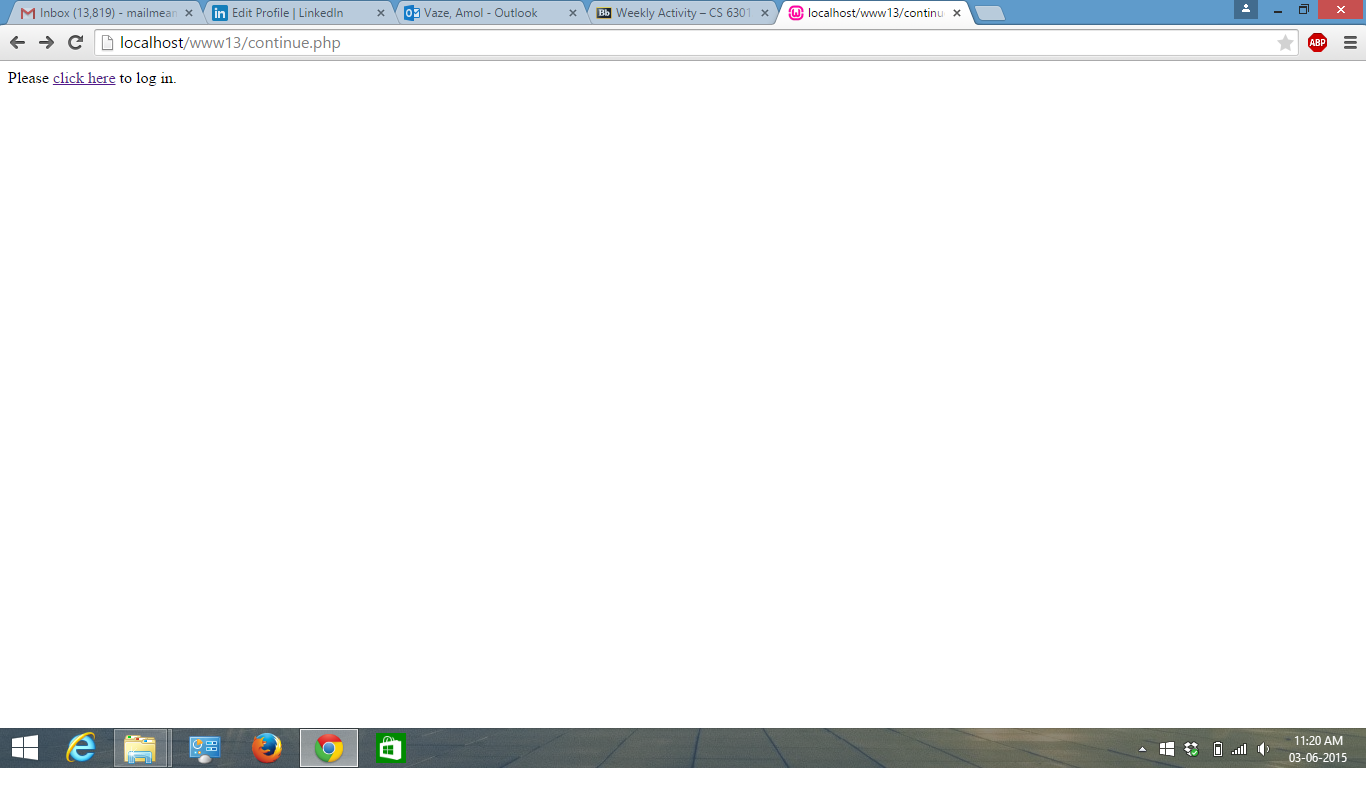 Inbox (13,819) - mailmean
Edit Profile | LinkedIn
Vaze, Amol - Outlook
Bb Weekly Activity – CS 6301
localhost/www13/continu
localhost/www13/continue.php
ABP
Please click here to log in.
11:20 AM
03-06-2015